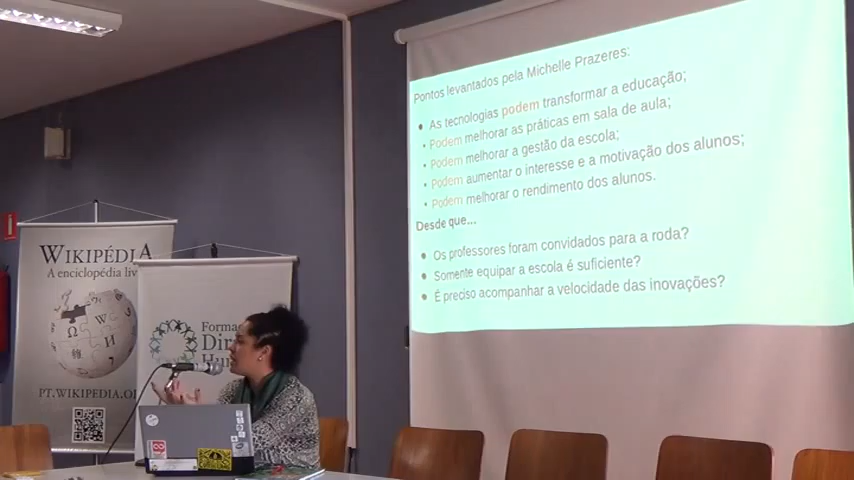 Pontos levantados pela Michelle Prazeres:
As tecnologias podem transformar a educação;
Podem melhorar as práticas em sala de aula;
Podem melhorar a gestão da escola;
Podem aumentar o interesse e a motivação dos alunos;
Podem melhorar o rendimento dos alunos.
Desde que...
Os professores foram convidados para a roda?
Somente equipar a escola é suficiente?
É preciso acompanhar a velocidade das inovações?
WIKIPÉDIA
A enciclopédia
PT.WIKIPEDIA.O